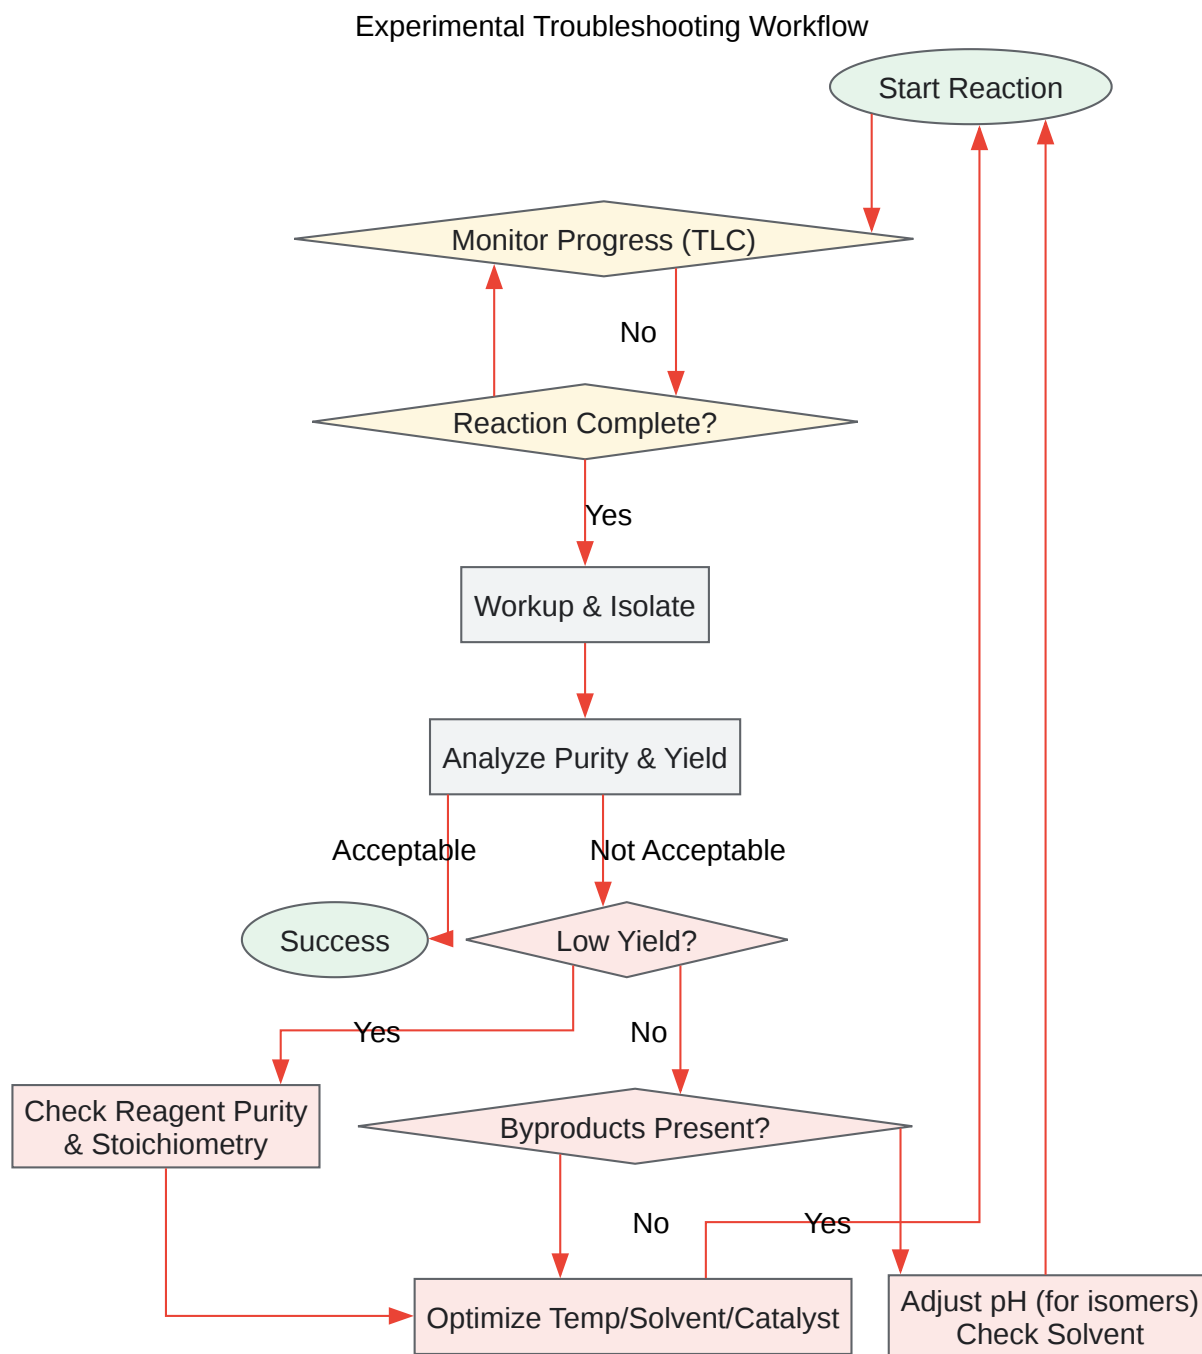 Experimental Troubleshooting Workflow
Start Reaction
Monitor Progress (TLC)
No
Reaction Complete?
Yes
Workup & Isolate
Analyze Purity & Yield
Acceptable
Not Acceptable
Success
Low Yield?
Yes
No
Check Reagent Purity
& Stoichiometry
Byproducts Present?
No
Yes
Optimize Temp/Solvent/Catalyst
Adjust pH (for isomers)
Check Solvent